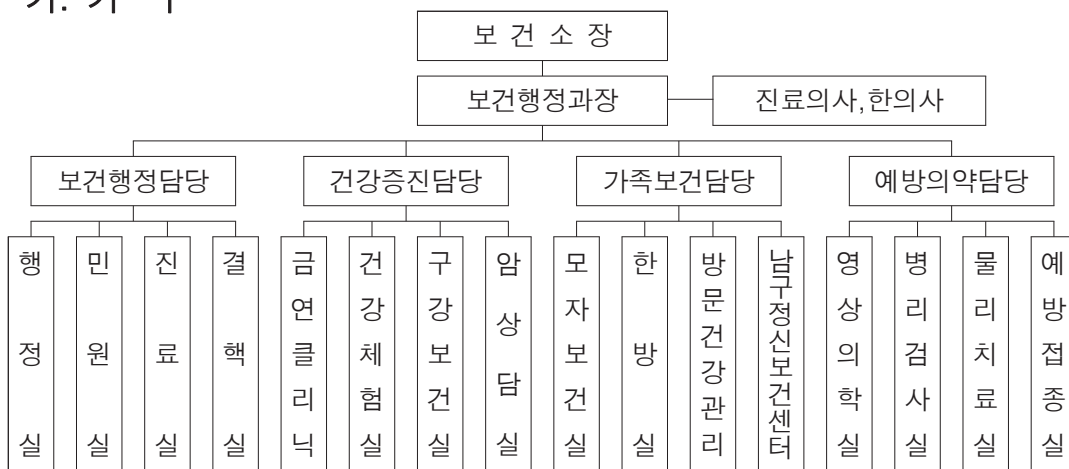 보건소장
보건행정과장
진료의사,한의사
보건행정담당
건강증진담당
가족보건담당
예방의약담당
행정실
민원실
진료실
결핵실
금연클리닉
건강체험실
구강보건실
암상담실
모자보건실
한방실
방문건강관리
남구정신보건센터
영상의학실
병리검사실
물리치료실
예방접종실